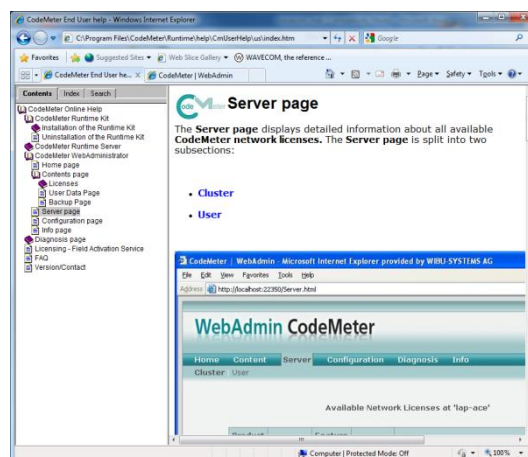 CodeMeter End User help - Windows Internet Explorer
C:\Program Files\CodeMeter\Runtime\help\CmUserHelp\us\index.htm
Google
Favorites
Suggested Sites
Web Slice Gallery
WAVECOM, the reference ...
CodeMeter End User he...
CodeMeter | WebAdmin
Page
Safety
Tools
Contents
Index
Search
CodeMeter Online Help
CodeMeter Runtime Kit
Installation of the Runtime Kit
Uninstallation of the Runtime Kit
CodeMeter Runtime Server
CodeMeter WebAdministrator
Home page
Contents page
Licenses
User Data Page
Backup Page
Server page
Configuration page
Info page
Diagnosis page
Licensing - Field Activation Service
FAQ
Version/Contact
Server page
The Server page displays detailed information about all available
CodeMeter network licenses. The Server page is split into two
subsections:
• Cluster
• User
CodeMeter | WebAdmin - Microsoft Internet Explorer provided by WIBU-SYSTEMS AG
File Edit View Favorites Tools Help
Address http://localhost:22350/Server.html
WebAdmin CodeMeter
Home Content Server Configuration Diagnosis Info
Cluster User
Available Network Licenses at 'lap-ace'
Computer | Protected Mode: Off
100%